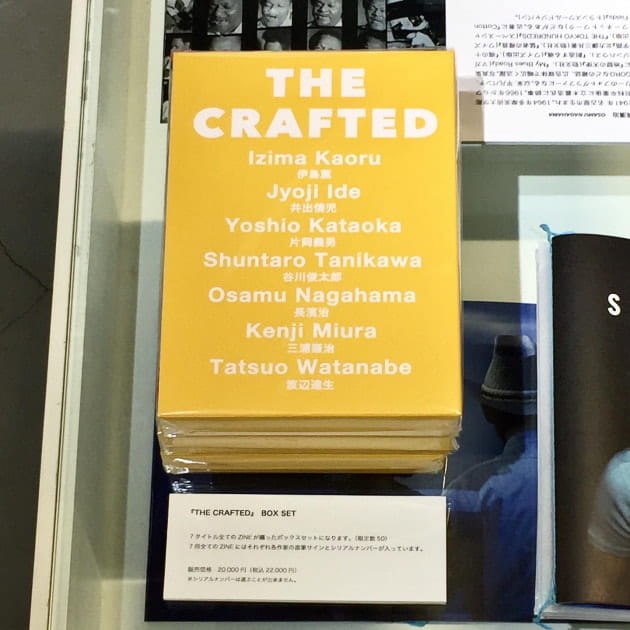 THE
CRAFTED
Izima Kaoru
伊島薫
Jyoji Ide
井出情児
Yoshio Kataoka
片岡義男
Shuntaro Tanikawa
谷川俊太郎
Osamu Nagahama
長濱治
Kenji Miura
三浦憲治
Tatsuo Watanabe
渡辺達生
『THE CRAFTED』 BOX SET
7タイトル全てのZINEが揃ったボックスセットになります。(限定数50)
7冊全てのZINEにはそれぞれ各作家の直筆サインとシリアルナンバーが入っています。
販売価格 20,000円(税込22,000円)
※シリアルナンバーは選ぶことが出来ません。
OSAMU NAGAHAMA
S